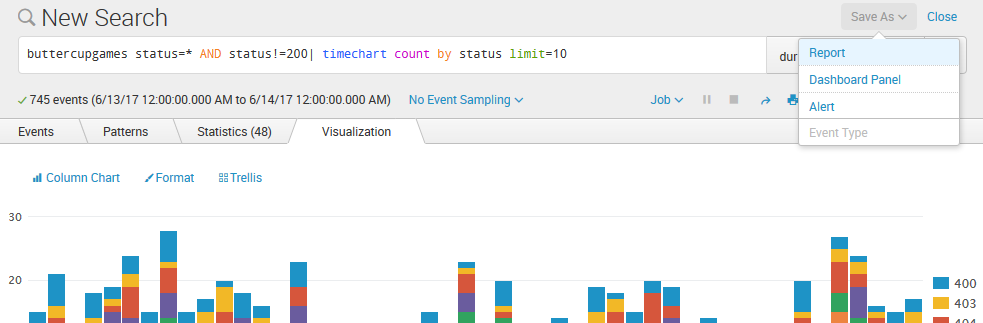 New Search
Save As
Close
buttercupgames status=* AND status!=200| timechart count by status limit=10
Report
Dashboard Panel
Alert
Event Type
745 events (6/13/17 12:00:00.000 AM to 6/14/17 12:00:00.000 AM)
No Event Sampling
Job
Events
Patterns
Statistics (48)
Visualization
Column Chart
Format
Trellis
30
20
400
403